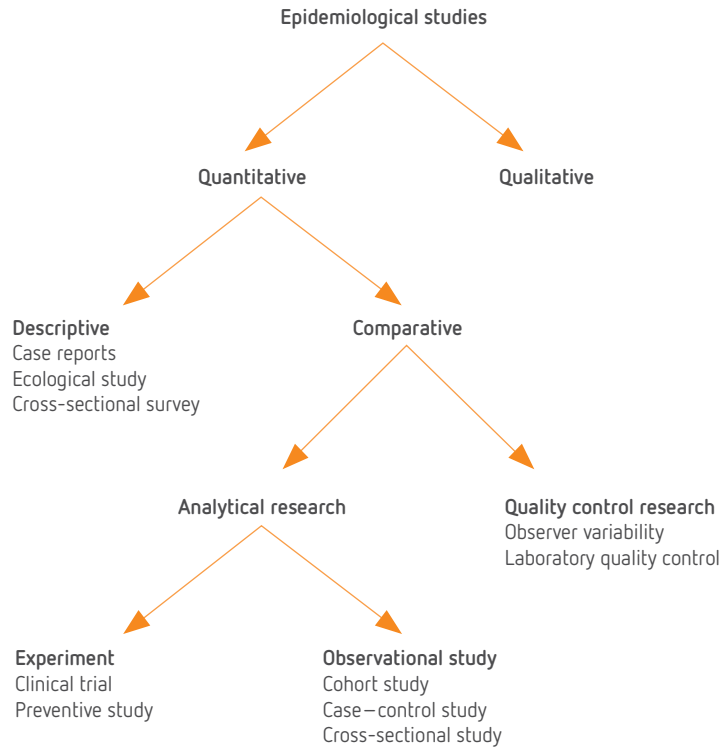 Epidemiological studies
Quantitative
Qualitative
Descriptive
Case reports
Ecological study
Cross-sectional survey
Comparative
Analytical research
Quality control research
Observer variability
Laboratory quality control
Experiment
Clinical trial
Preventive study
Observational study
Cohort study
Case–control study
Cross-sectional study